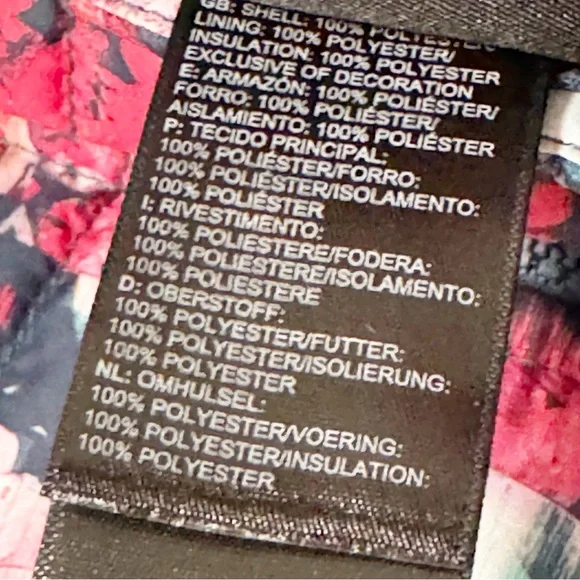 GB: SHELL: 100% POLYESTER/
LINING: 100% POLYESTER/
INSULATION: 100% POLYESTER
EXCLUSIVE OF DECORATION
E: ARMAZÓN: 100% POLIÉSTER/
FORRO: 100% POLIÉSTER/
AISLAMIENTO: 100% POLIÉSTER
P: TECIDO PRINCIPAL:
100% POLIÉSTER/FORRO:
100% POLIÉSTER/ISOLAMENTO:
100% POLIÉSTER
I: RIVESTIMENTO:
100% POLIESTERE/FODERA:
100% POLIESTERE/ISOLAMENTO:
100% POLIESTERE
D: OBERSTOFF:
100% POLYESTER/FUTTER:
100% POLYESTER/ISOLIERUNG:
100% POLYESTER
NL: OMHULSEL:
100% POLYESTER/VOERING:
100% POLYESTER/INSULATION:
100% POLYESTER